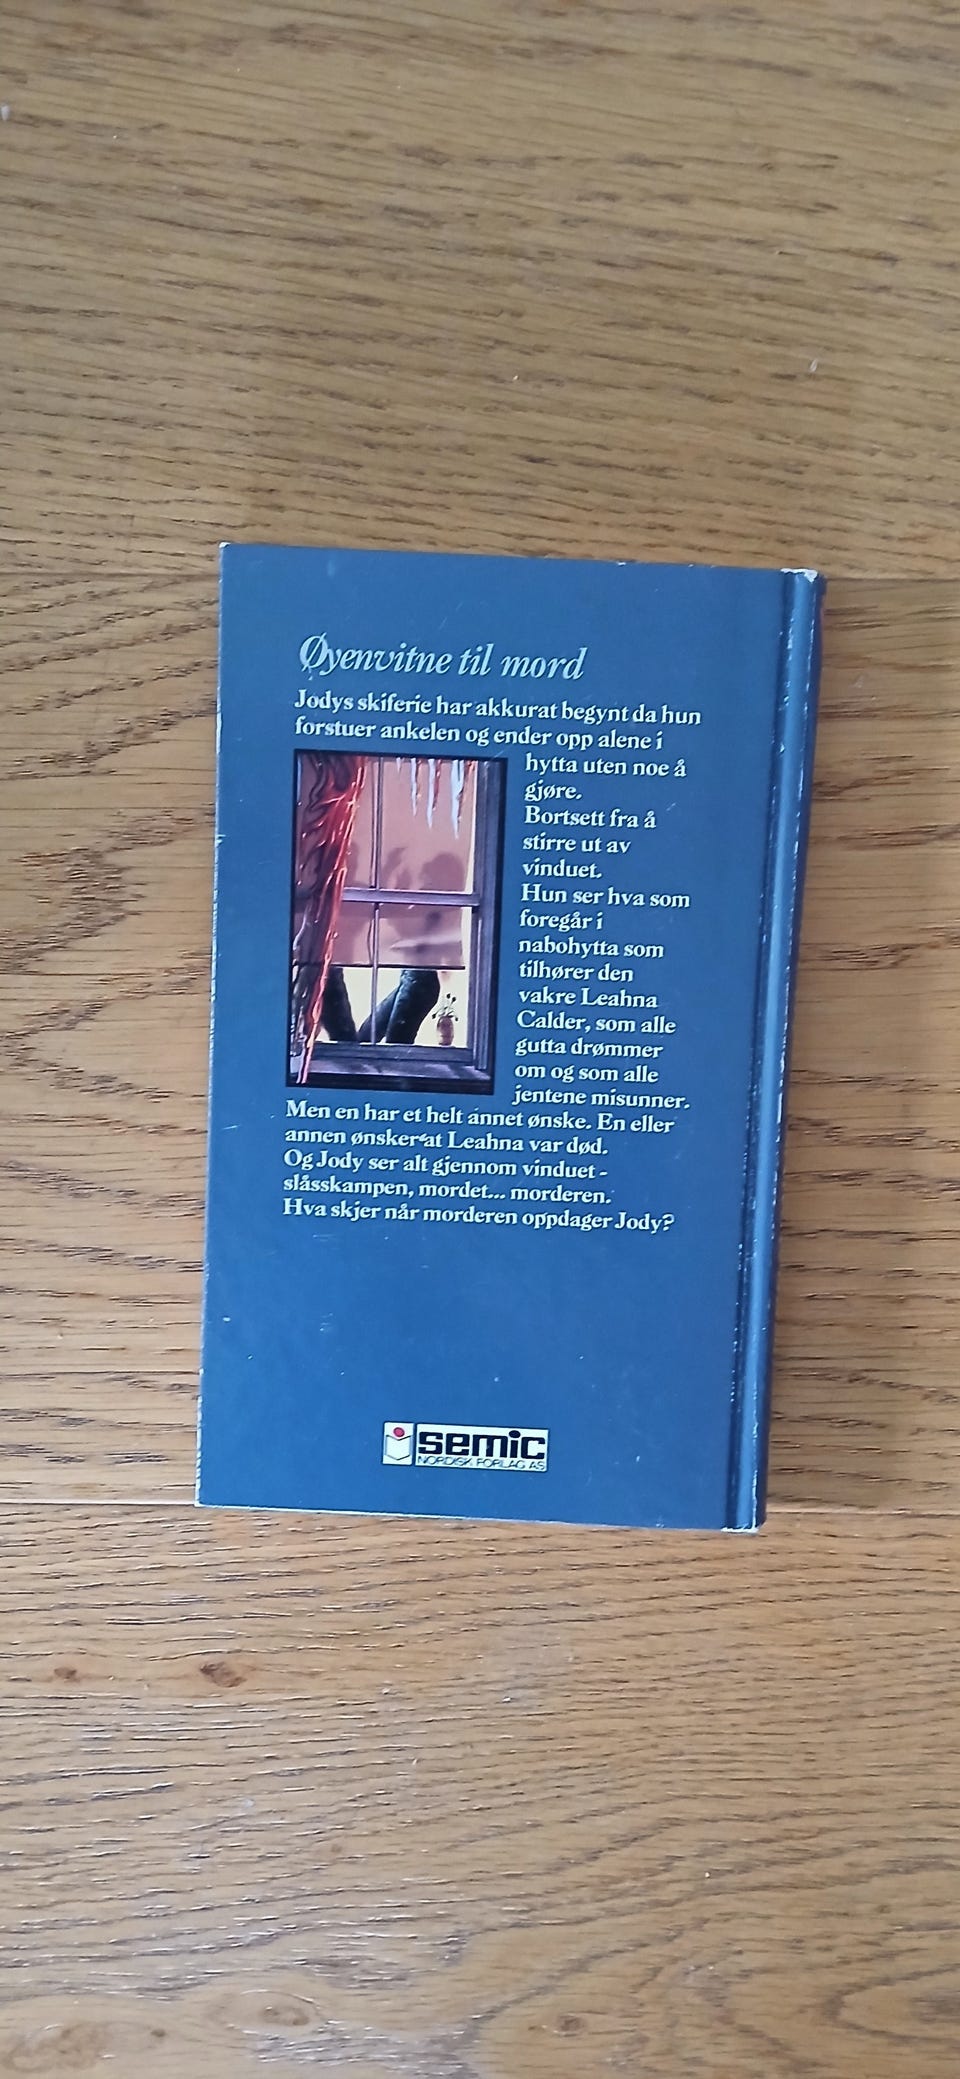 Øyenvitne til mord
Jodys skiferie har akkurat begynt da hun
forstuer ankelen og ender opp alene i
hytta uten noe å
gjøre.
Bortsett fra å
stirre ut av
vinduet.
Hun ser hva som
foregår i
nabohytta som
tilhører den
vakre Leahna
Calder, som alle
gutta drømmer
om og som alle
jentene misunner.
Men en har et helt annet ønske. En eller
annen ønsker at Leahna var død.
Og Jody ser alt gjennom vinduet -
slåsskampen, mordet... morderen.
Hva skjer når morderen oppdager Jody?
semic
NORDISK FORLAG AS